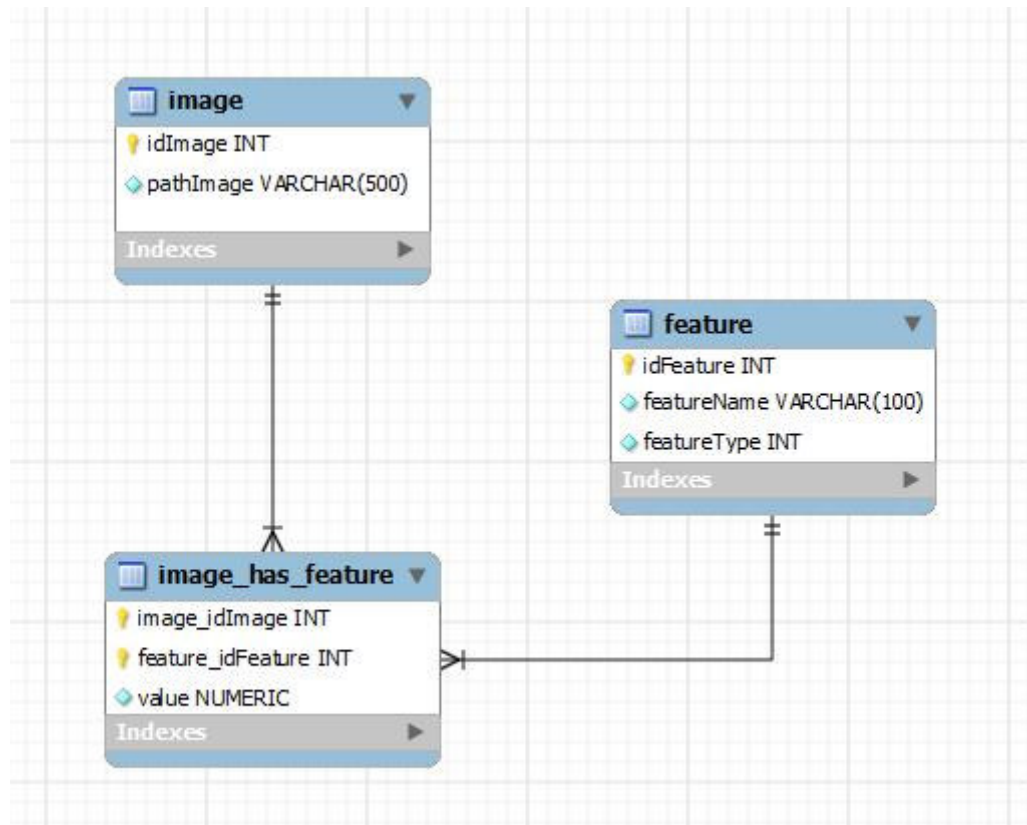 image
idImage INT
pathImage VARCHAR(500)
Indexes
feature
idFeature INT
featureName VARCHAR(100)
featureType INT
Indexes
image_has_feature
image_idImage INT
feature_idFeature INT
value NUMERIC
Indexes